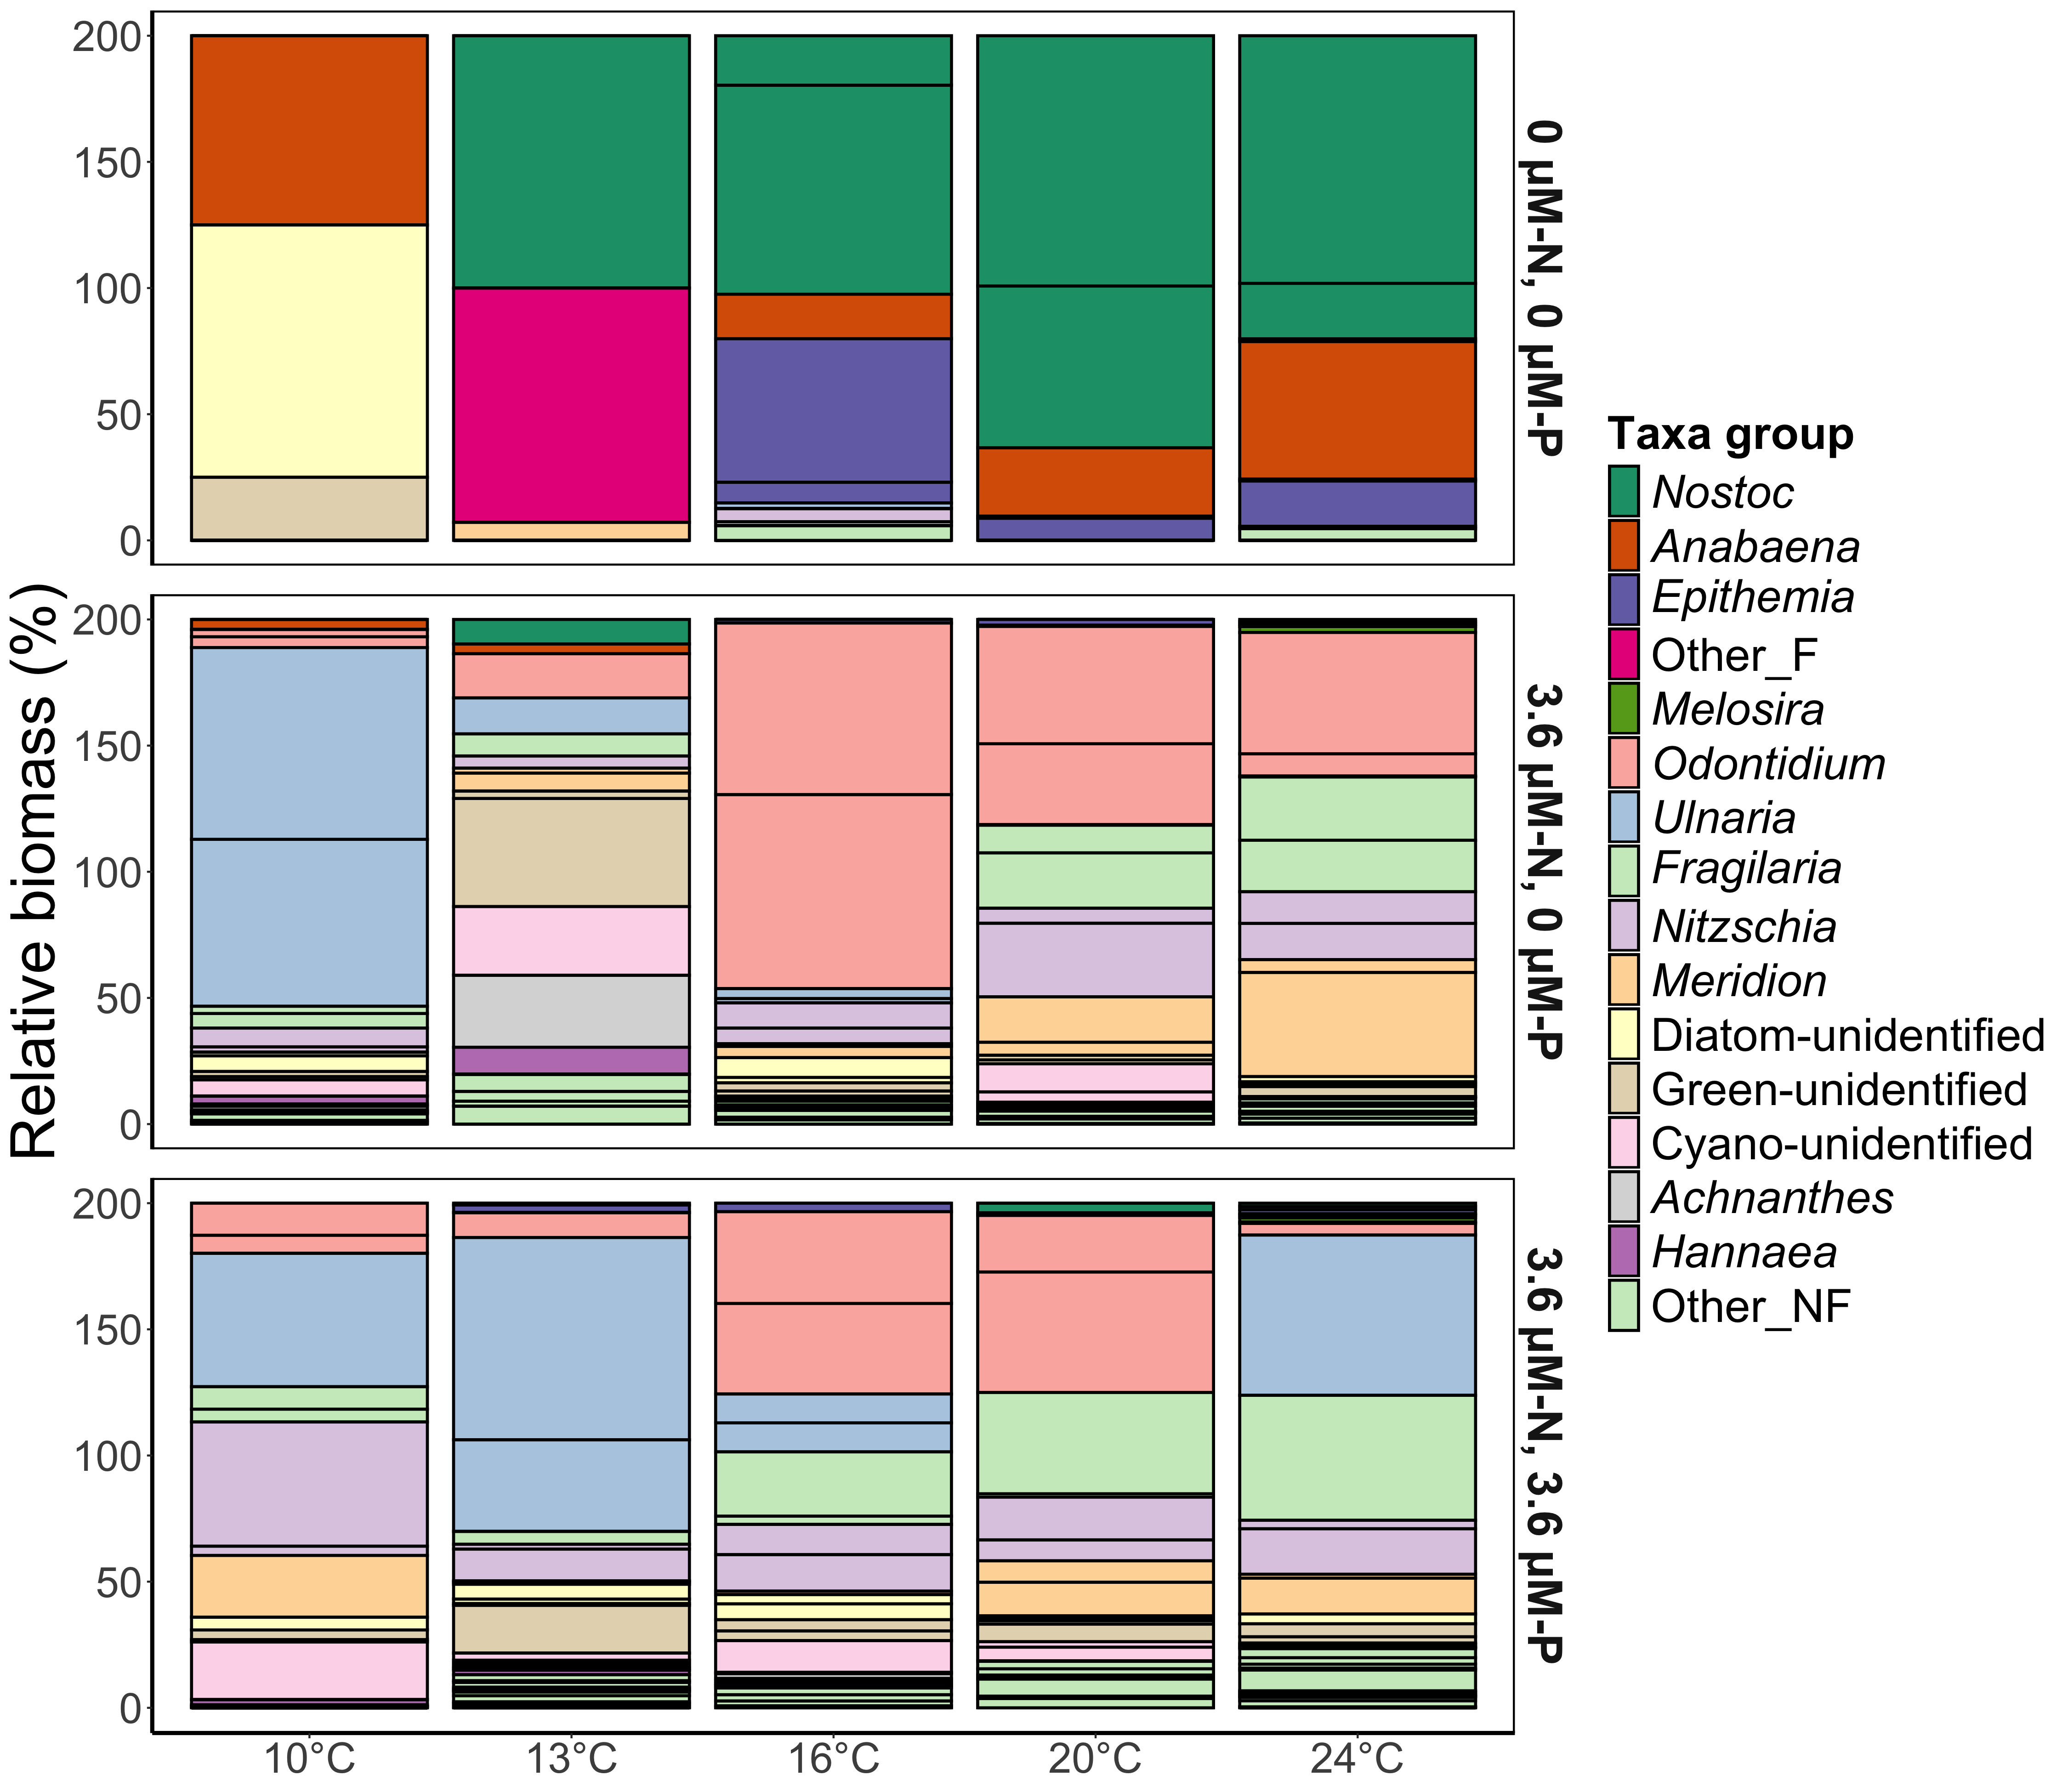 Relative biomass (%)
200
150
100
50
0
0 µM-N, 0 µM-P
200
150
100
50
0
3.6 µM-N, 0 µM-P
200
150
100
50
0
3.6 µM-N, 3.6 µM-P
10°C
13°C
16°C
20°C
24°C
Taxa group
Nostoc
Anabaena
Epithemia
Other_F
Melosira
Odontidium
Ulnaria
Fragilaria
Nitzschia
Meridion
Diatom-unidentified
Green-unidentified
Cyano-unidentified
Achnanthes
Hannaea
Other_NF